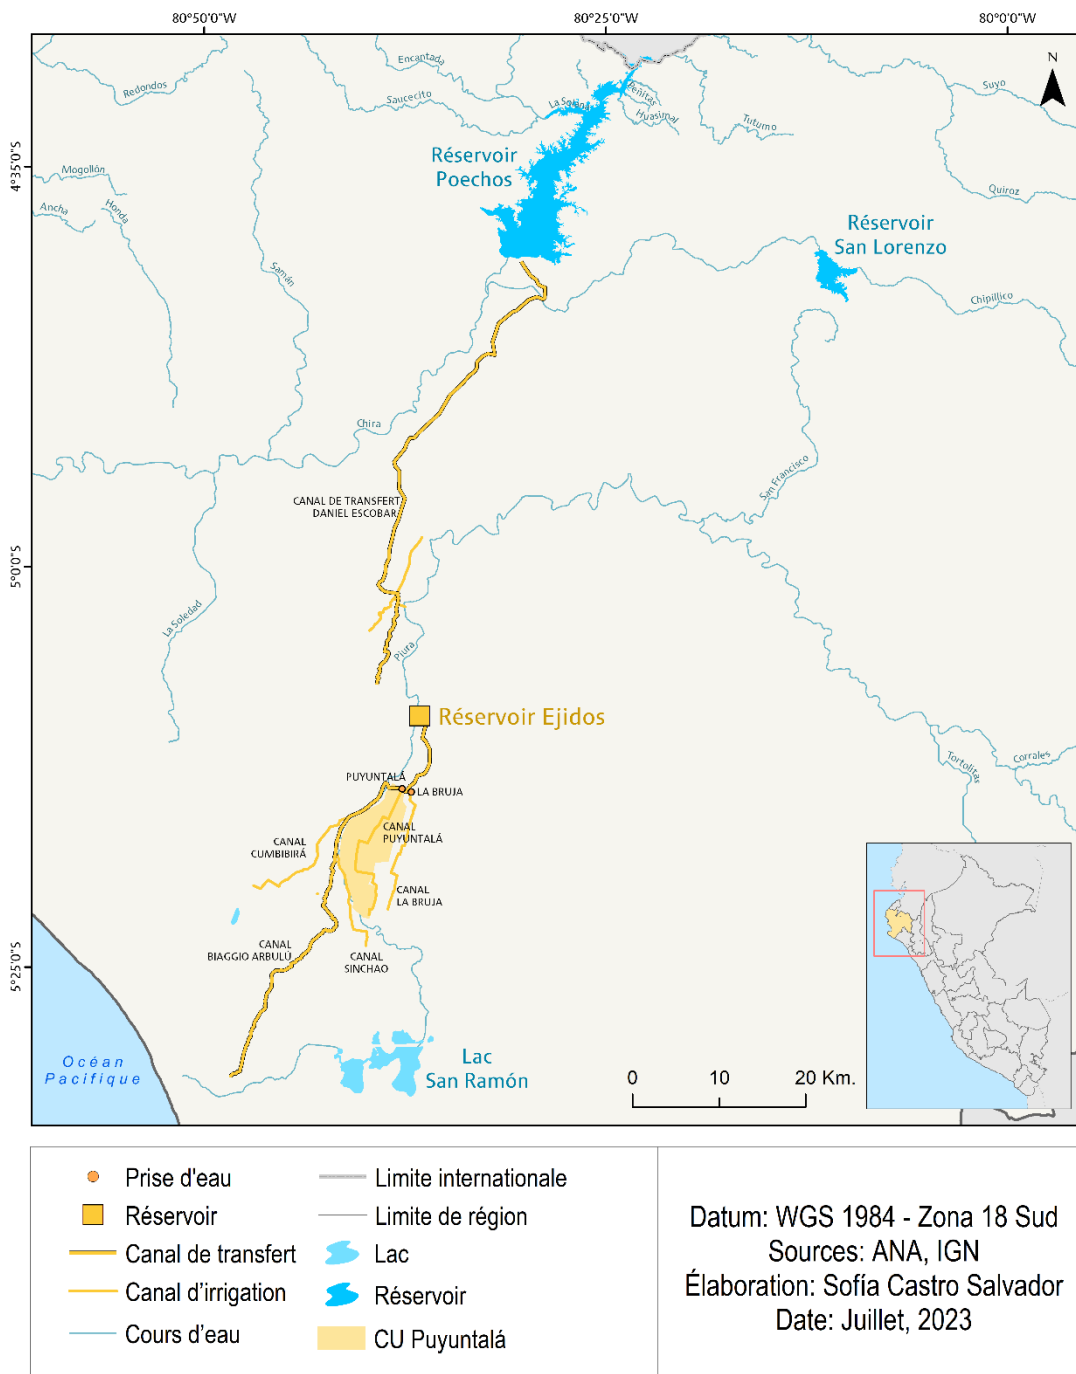 80°50'0"W
80°25'0"W
80°0'0"W
4°35'0"S
5°0'0"S
5°25'0"S
N
Redondos
Encantada
Saucecito
La Solana
Peñitas
Huasimal
Tutumo
Suyo
Quiroz
Réservoir
Poechos
Mogollón
Ancha
Honda
Samán
Réservoir
San Lorenzo
Chipillico
Chira
CANAL DE TRANSFERT
DANIEL ESCOBAR
San Francisco
La Soledad
Piura
Réservoir Ejidos
Tortolitas
Corrales
PUYUNTALÁ
LA BRUJA
CANAL
PUYUNTALÁ
CANAL
CUMBIBIRÁ
CANAL
LA BRUJA
CANAL
BIAGGIO ARBULÚ
CANAL
SINCHAO
Océan
Pacifique
Lac
San Ramón
0 10 20 Km.
Prise d'eau
Réservoir
Canal de transfert
Canal d'irrigation
Cours d'eau
Limite internationale
Limite de région
Lac
Réservoir
CU Puyuntalá
Datum: WGS 1984 - Zona 18 Sud
Sources: ANA, IGN
Élaboration: Sofía Castro Salvador
Date: Juillet, 2023